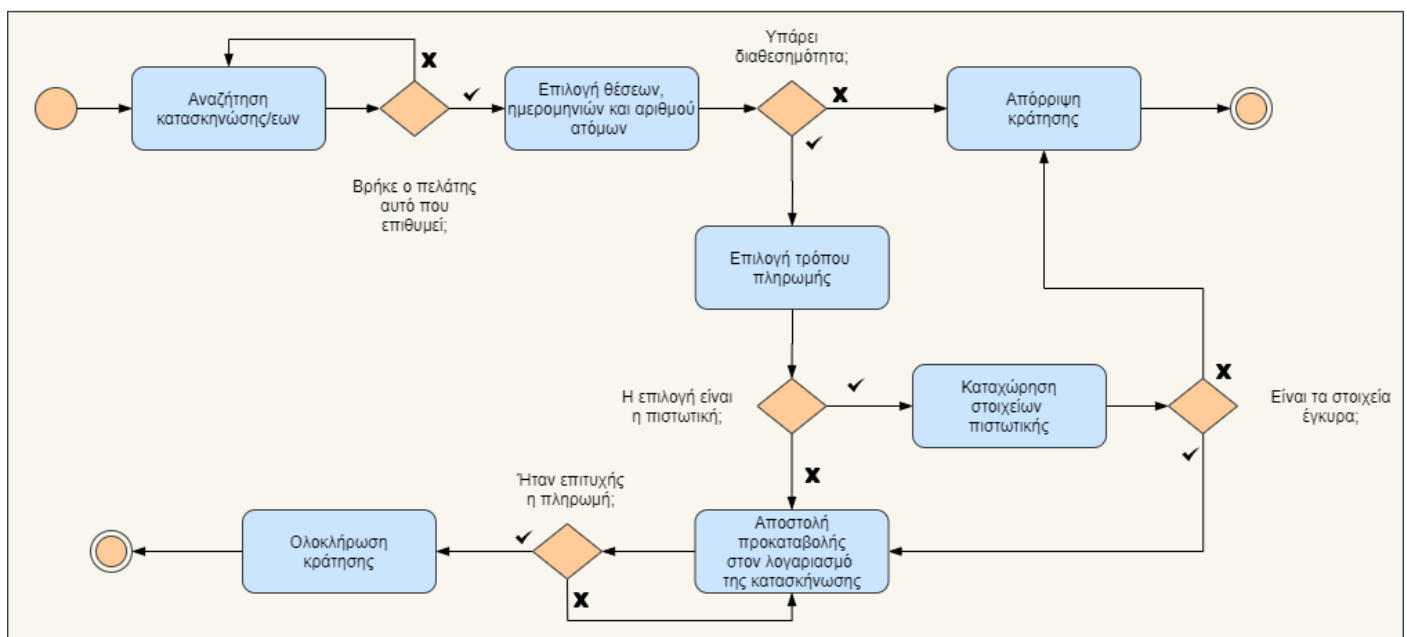 Υπάρει
διαθεσημότητα;
Αναζήτηση
κατασκηνώσης/εων
Επιλογή θέσεων,
ημερομηνιών και αριθμού
ατόμων
Απόρριψη
κράτησης
Βρήκε ο πελάτης
αυτό που
επιθυμεί;
Επιλογή τρόπου
πληρωμής
Η επιλογή είναι
η πιστωτική;
Καταχώρηση
στοιχείων
πιστωτικής
Είναι τα στοιχεία
έγκυρα;
Ήταν επιτυχής
η πληρωμή;
Ολοκλήρωση
κράτησης
Αποστολή
προκαταβολής
στον λογαριασμό
της κατασκήνωσης